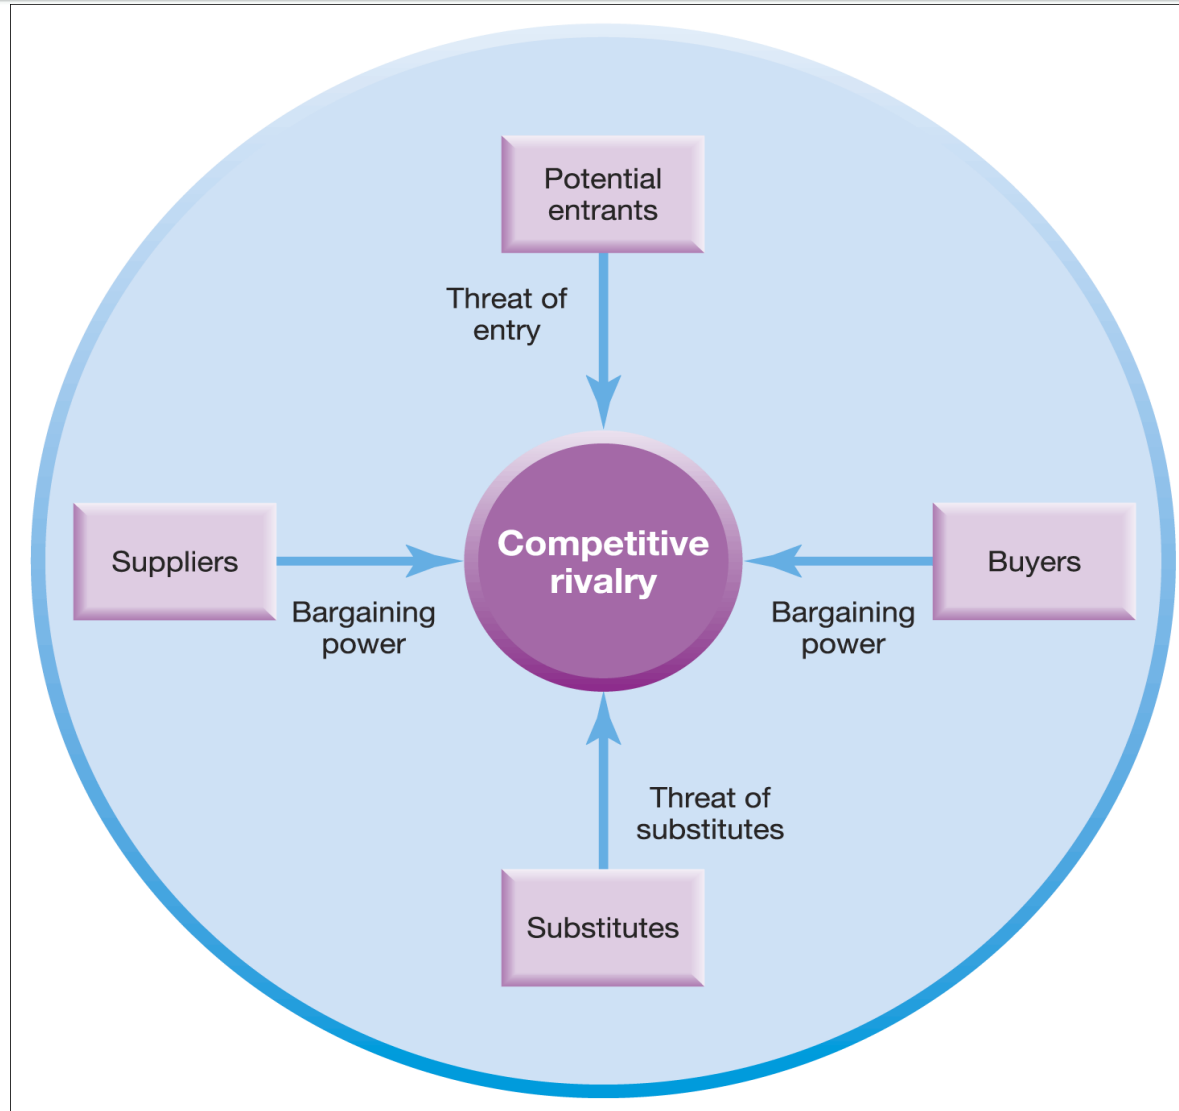 Potential
entrants
Threat of
entry
Suppliers
Bargaining
power
Competitive
rivalry
Buyers
Bargaining
power
Threat of
substitutes
Substitutes